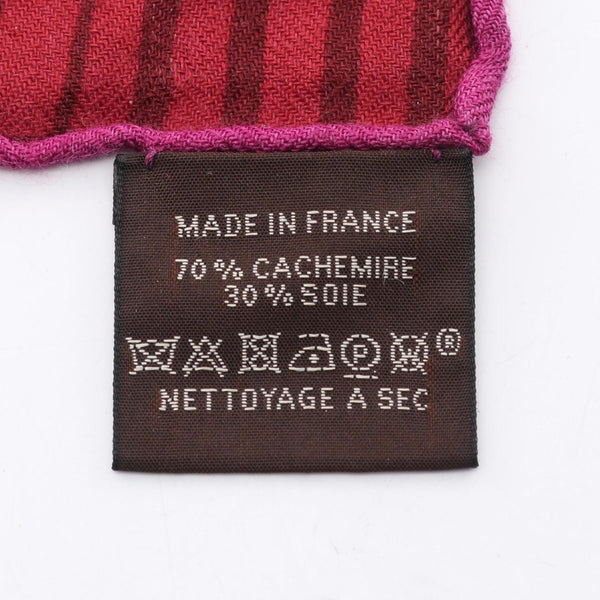 MADE IN FRANCE
70 % CACHEMIRE
30 % SOIE
P W ®
NETTOYAGE A SEC